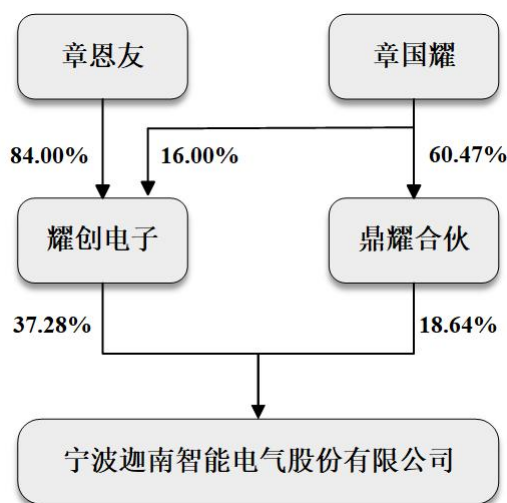 章恩友
章国耀
84.00%
16.00%
60.47%
耀创电子
鼎耀合伙
37.28%
18.64%
宁波迦南智能电气股份有限公司